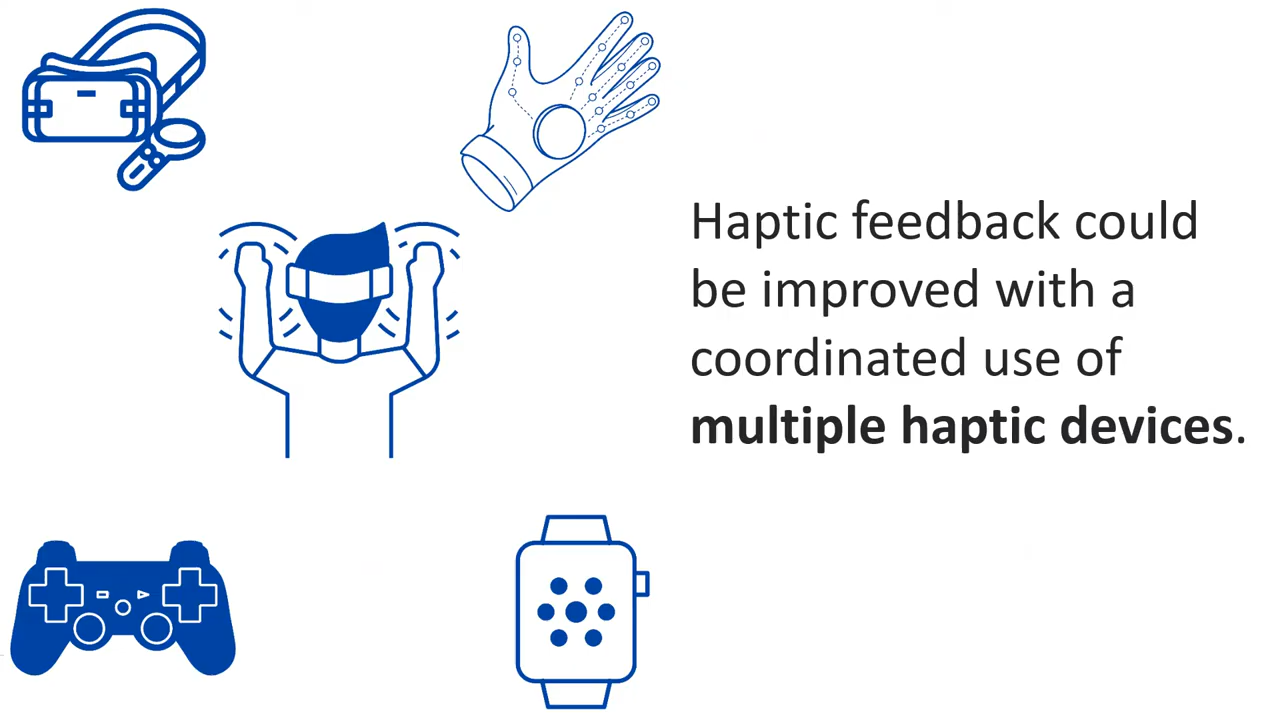 Haptic feedback could
be improved with a
coordinated use of
multiple haptic devices.